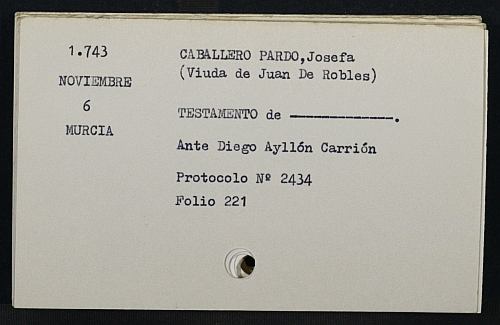 1.743
NOVIEMBRE
6
MURCIA
CABALLERO PARDO,Josefa
(Viuda de Juan De Robles)
TESTAMENTO de ------------.
Ante Diego Ayllón Carrión
Protocolo Nº 2434
Folio 221